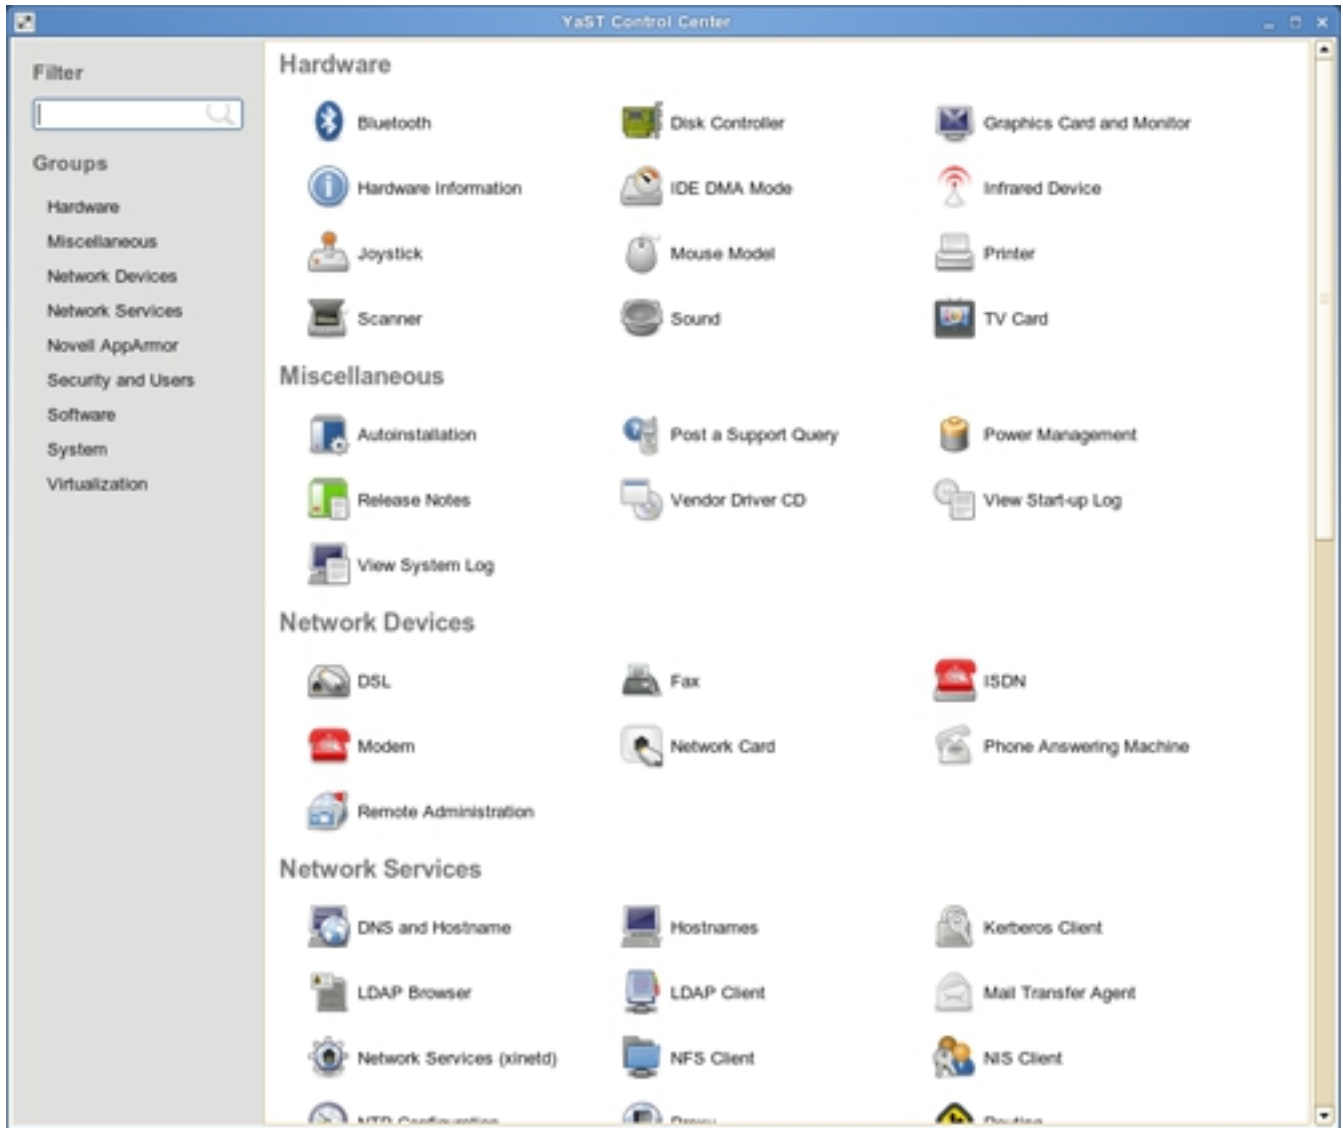 YaST Control Center
Filter
Groups
Hardware
Miscellaneous
Network Devices
Network Services
Novell AppArmor
Security and Users
Software
System
Virtualization
Hardware
Bluetooth Disk Controller Graphics Card and Monitor
Hardware Information IDE DMA Mode Infrared Device
Joystick Mouse Model Printer
Scanner Sound TV Card
Miscellaneous
Autoinstallation Post a Support Query Power Management
Release Notes Vendor Driver CD View Start-up Log
View System Log
Network Devices
DSL Fax ISDN
Modem Network Card Phone Answering Machine
Remote Administration
Network Services
DNS and Hostname Hostnames Kerberos Client
LDAP Browser LDAP Client Mail Transfer Agent
Network Services (xinetd) NFS Client NIS Client
NTP Configuration Proxy Routing